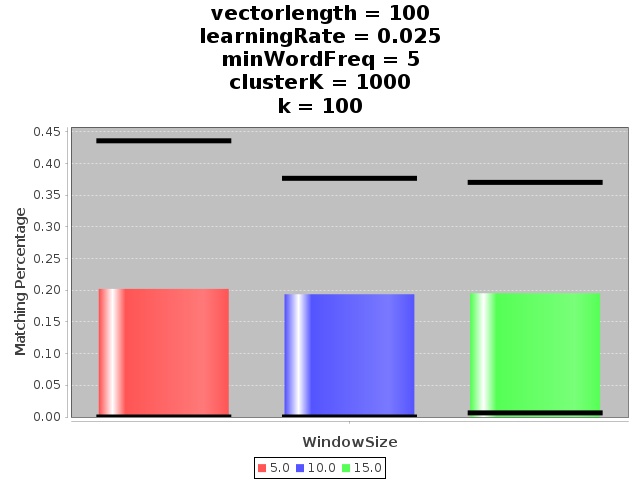 vectorlength = 100
learningRate = 0.025
minWordFreq = 5
clusterK = 1000
k = 100
0.45
0.40
0.35
0.30
0.25
0.20
0.15
0.10
0.05
0.00
Matching Percentage
WindowSize
5.0 10.0 15.0